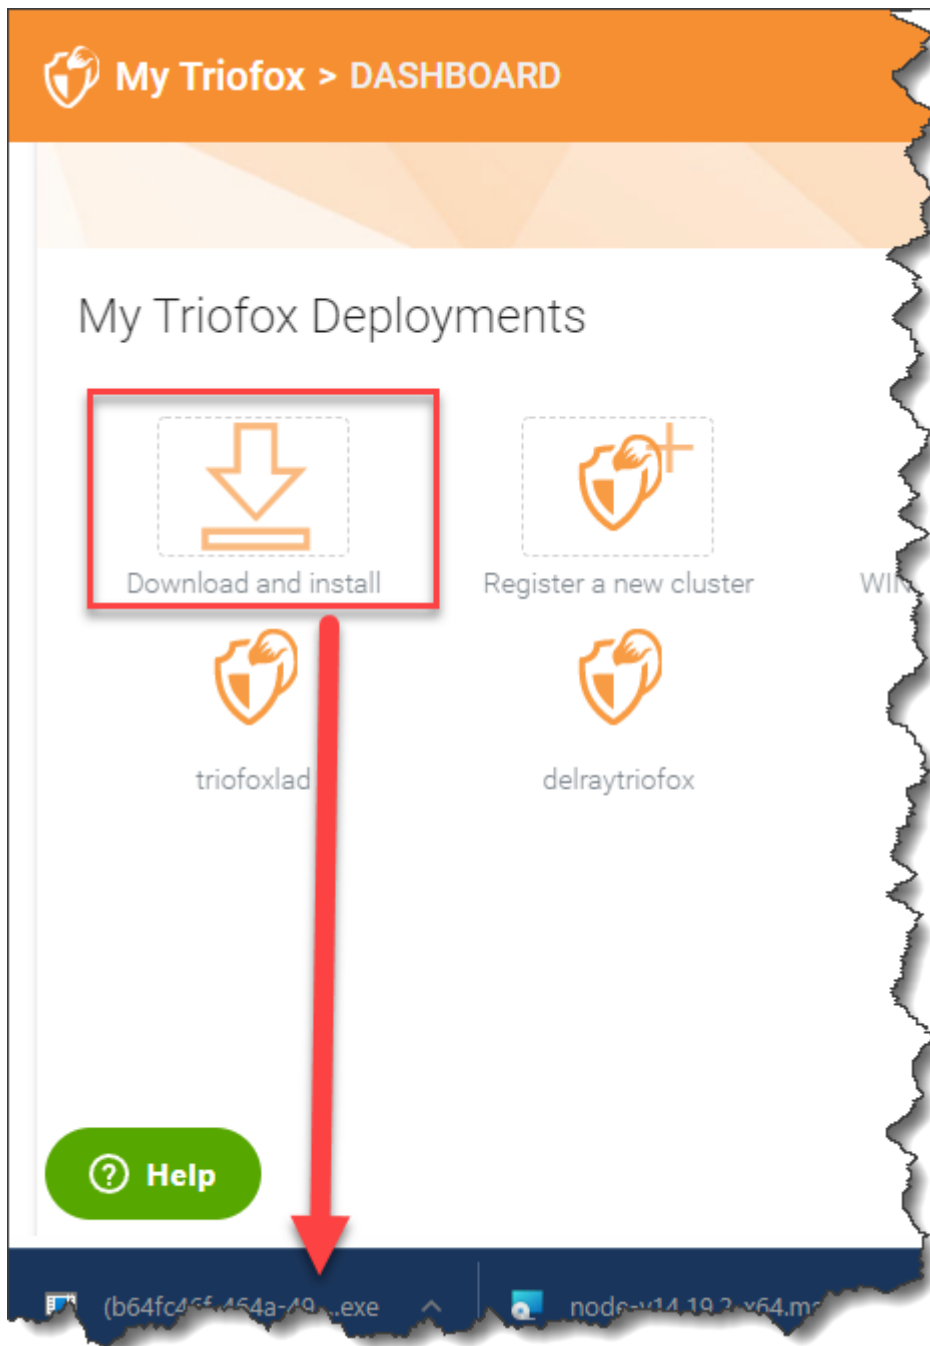 My Triofox > DASHBOARD
My Triofox Deployments
Download and install
Register a new cluster
triofoxlad
delraytriofox
Help